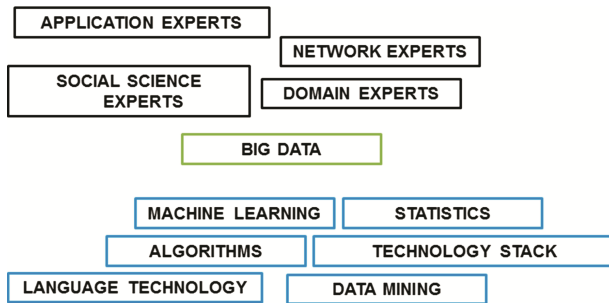 APPLICATION EXPERTS
NETWORK EXPERTS
SOCIAL SCIENCE
EXPERTS
DOMAIN EXPERTS
BIG DATA
MACHINE LEARNING
STATISTICS
ALGORITHMS
TECHNOLOGY STACK
LANGUAGE TECHNOLOGY
DATA MINING